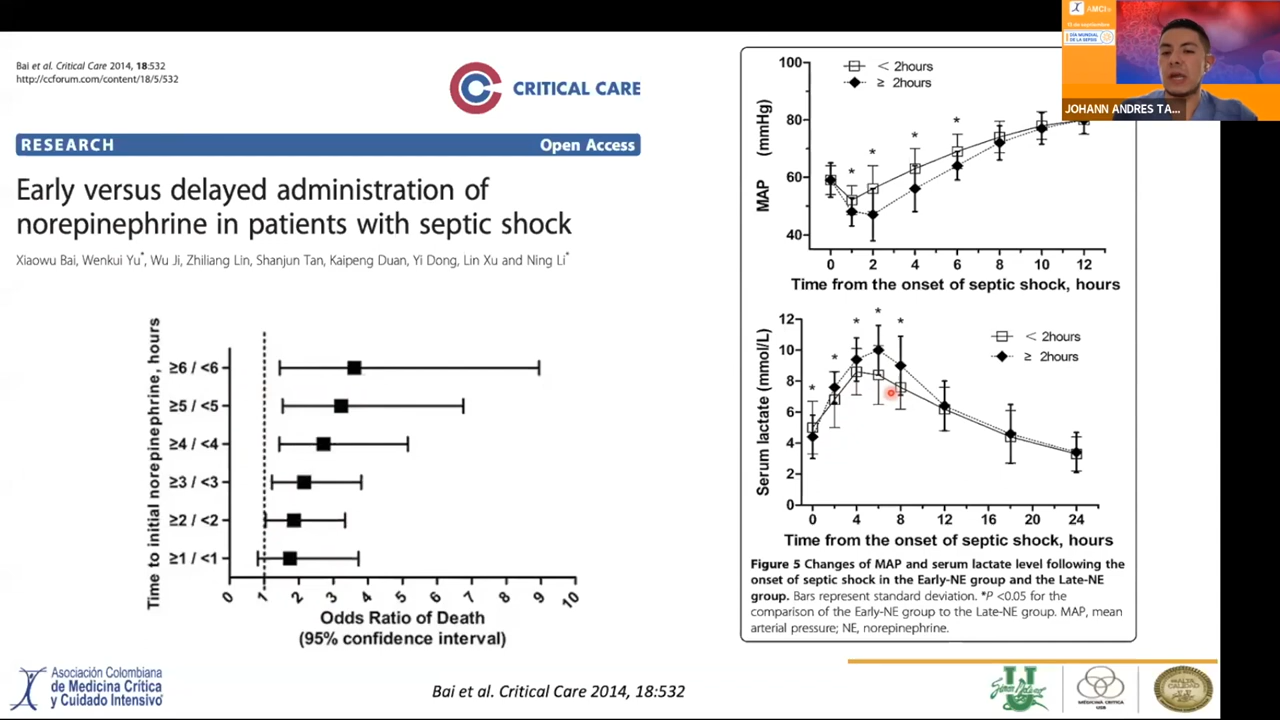 Bai et al. Critical Care 2014, 18:532
http://ccforum.com/content/18/5/532
CRITICAL CARE
RESEARCH
Open Access
Early versus delayed administration of
norepinephrine in patients with septic shock
Xiaowu Bai, Wenkui Yu*, Wu Ji, Zhiliang Lin, Shanjun Tan, Kaipeng Duan, Yi Dong, Lin Xu and Ning Li*
Time to initial norepinephrine, hours
≥6 / <6
≥5 / <5
≥4 / <4
≥3 / <3
≥2 / <2
≥1 / <1
0 1 2 3 4 5 6 7 8 9 10
Odds Ratio of Death
(95% confidence interval)
MAP (mmHg)
100
80
60
40
< 2hours
≥ 2hours
* * * *
0 2 4 6 8 10 12
Time from the onset of septic shock, hours
Serum lactate (mmol/L)
12
10
8
6
4
2
0
< 2hours
≥ 2hours
* * * * *
0 4 8 12 16 20 24
Time from the onset of septic shock, hours
Figure 5 Changes of MAP and serum lactate level following the
onset of septic shock in the Early-NE group and the Late-NE
group. Bars represent standard deviation. *P <0.05 for the
comparison of the Early-NE group to the Late-NE group. MAP, mean
arterial pressure; NE, norepinephrine.
AMCI
DÍA MUNDIAL
DE LA SEPSIS
JOHANN ANDRES TA...
Asociación Colombiana
de Medicina Crítica
y Cuidado Intensivo
Bai et al. Critical Care 2014, 18:532
MEDICINA CRITICA